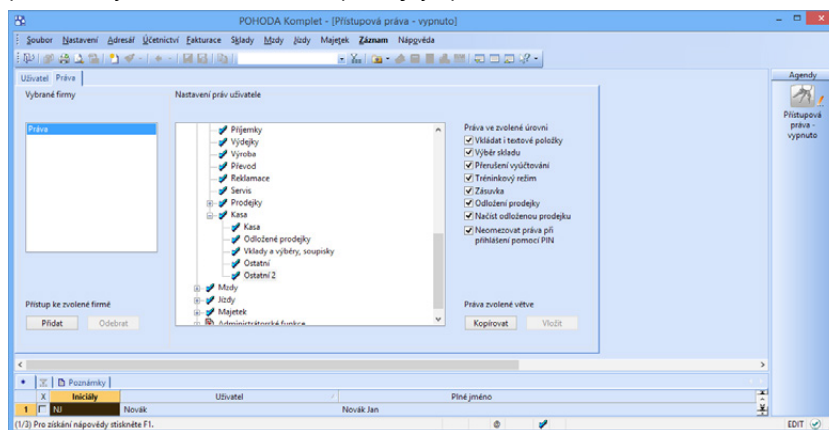 POHODA Komplet - [Přístupová práva - vypnuto]
Soubor Nastavení Adresář Účetnictví Fakturace Sklady Mzdy Jízdy Majetek Záznam Nápověda
Uživatel Práva
Vybrané firmy
Práva
Přístup ke zvolené firmě
Přidat Odebrat
Nastavení práv uživatele
Příjemky
Výdejky
Výroba
Převod
Reklamace
Servis
Prodejky
Kasa
Kasa
Odložené prodejky
Vklady a výběry, soupisky
Ostatní
Ostatní 2
Mzdy
Jízdy
Majetek
Administrátorské funkce
Práva ve zvolené úrovni
Vkládat i textové položky
Výběr skladu
Přerušení vyúčtování
Tréninkový režim
Zásuvka
Odložení prodejky
Načíst odloženou prodejku
Neomezovat práva při
přihlášení pomocí PIN
Práva zvolené větve
Kopírovat Vložit
Agendy
Přístupová
práva -
vypnuto
Poznámky
X Iniciály Uživatel Plné jméno
1 NJ Novák Novák Jan
(1/3) Pro získání nápovědy stiskněte F1. @ EDIT